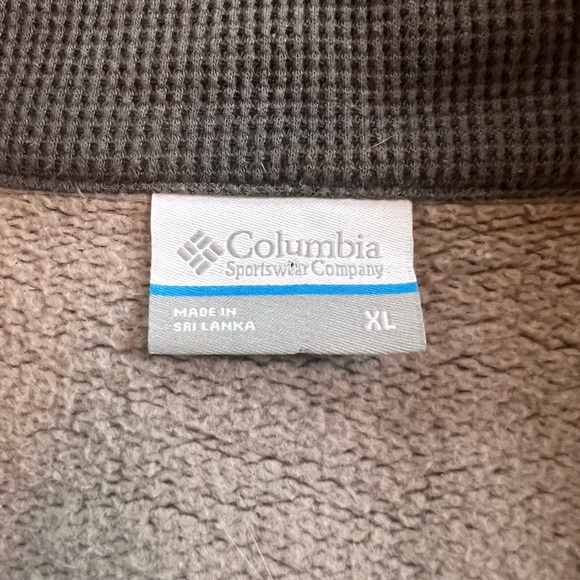 Columbia
Sportswear Company
MADE IN
SRI LANKA
XL